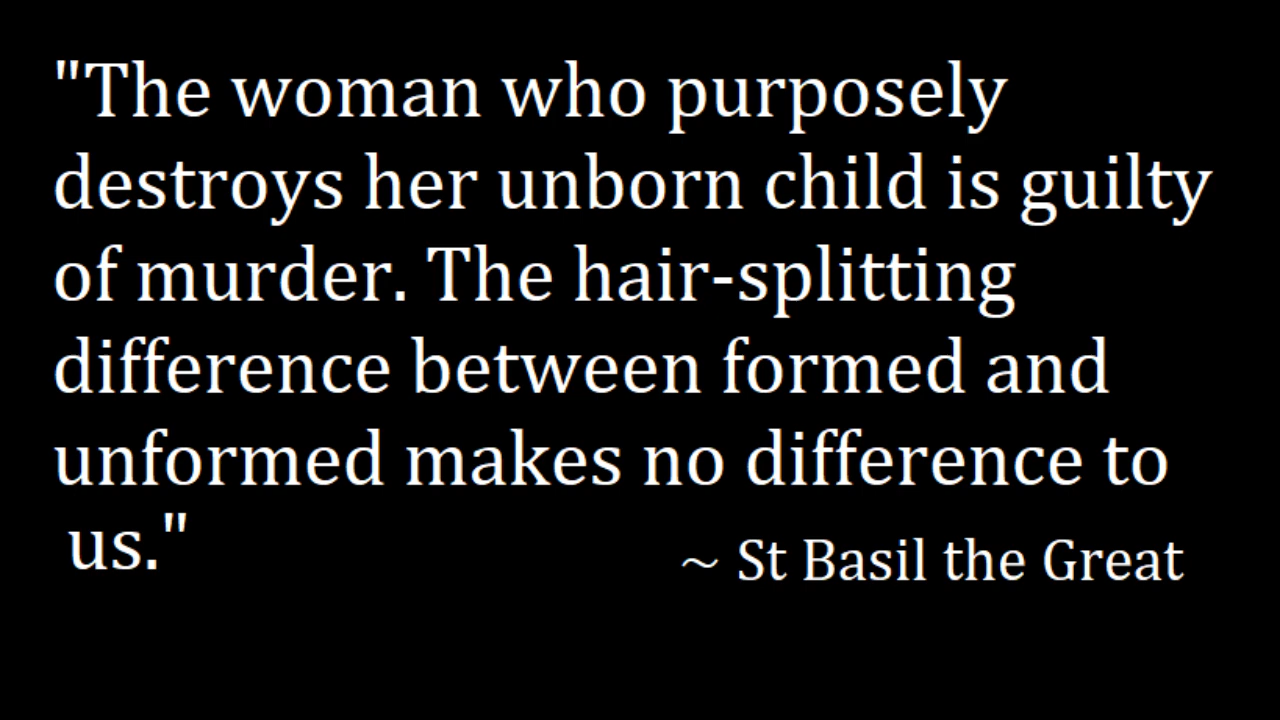 "The woman who purposely
destroys her unborn child is guilty
of murder. The hair-splitting
difference between formed and
unformed makes no difference to
us."
~ St Basil the Great